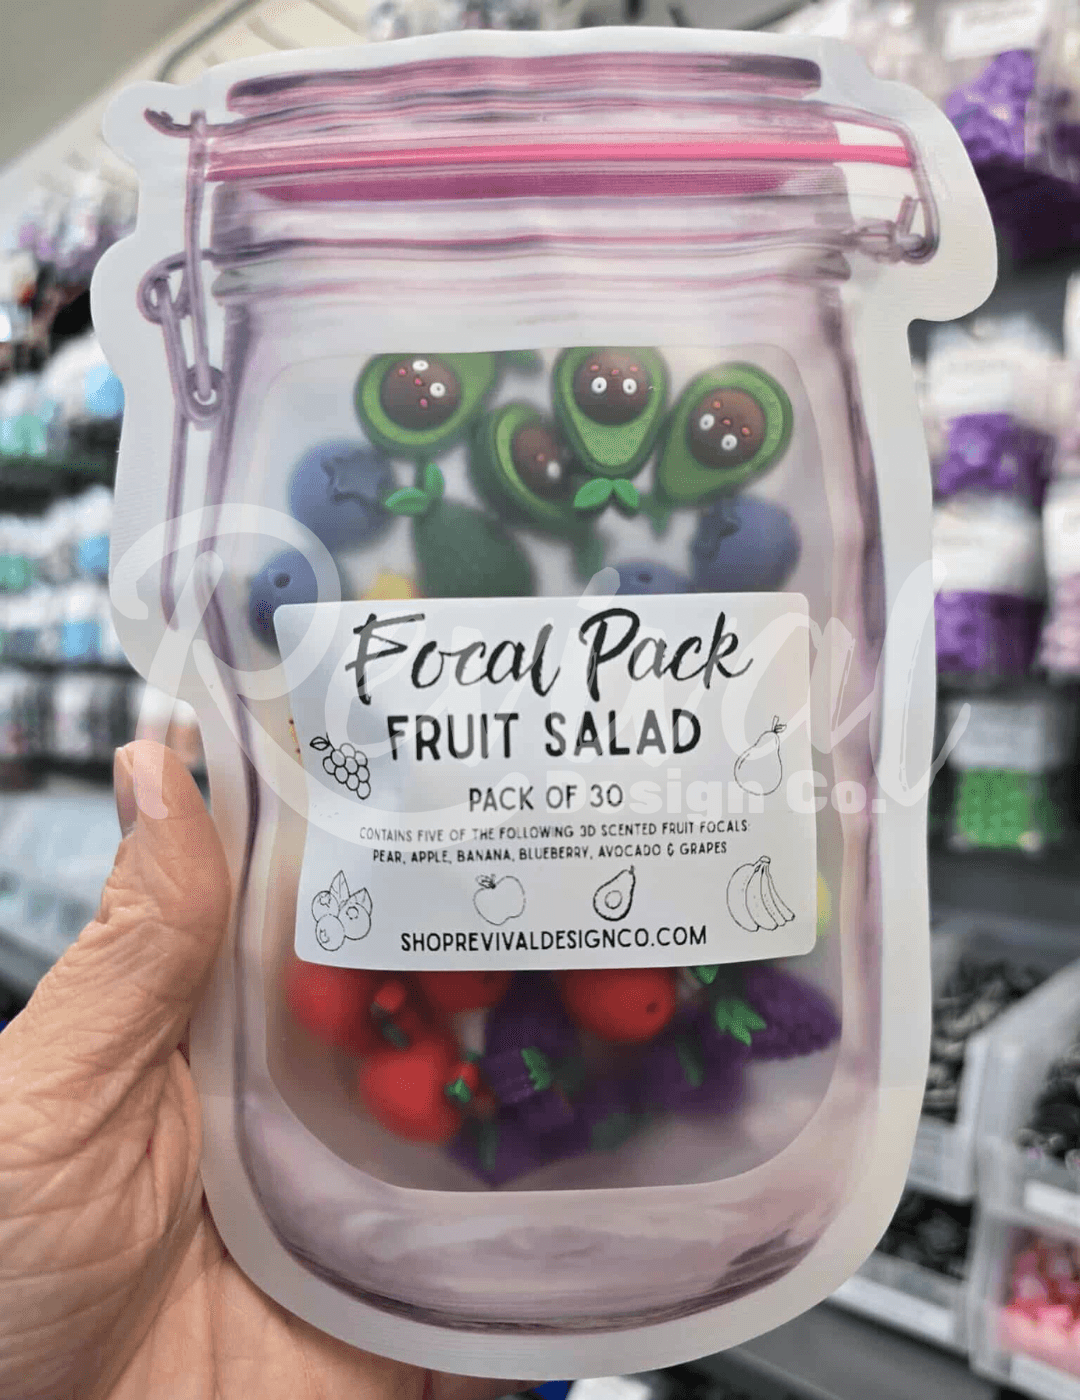 Focal Pack
FRUIT SALAD
PACK OF 30
CONTAINS FIVE OF THE FOLLOWING 3D SCENTED FRUIT FOCALS:
PEAR, APPLE, BANANA, BLUEBERRY, AVOCADO & GRAPES
SHOPREVIVALDESIGNCO.COM
Revival
Design Co.